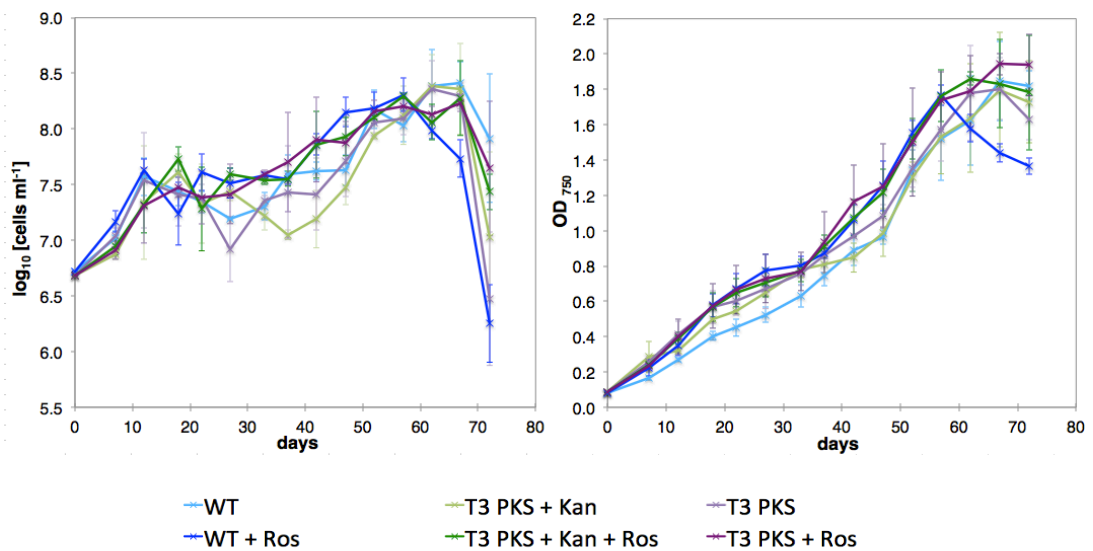 9.0
8.5
8.0
7.5
7.0
6.5
6.0
5.5
log10 [cells ml-1]
0 10 20 30 40 50 60 70 80
days
2.2
2.0
1.8
1.6
1.4
1.2
1.0
0.8
0.6
0.4
0.2
0.0
OD750
0 10 20 30 40 50 60 70 80
days
WT T3 PKS + Kan T3 PKS
WT + Ros T3 PKS + Kan + Ros T3 PKS + Ros